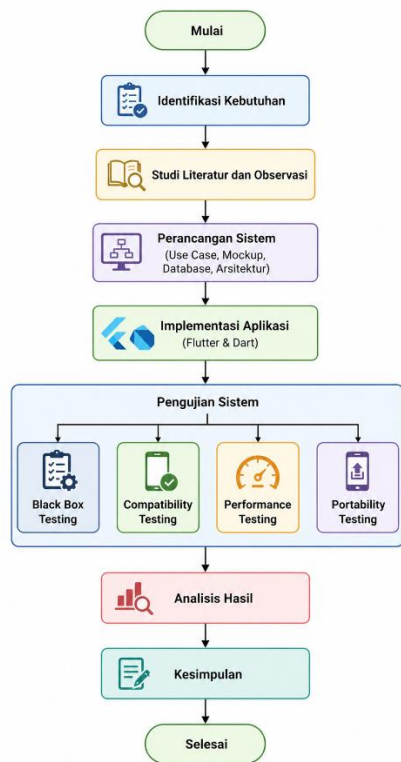 Mulai
Identifikasi Kebutuhan
Studi Literatur dan Observasi
Perancangan Sistem
(Use Case, Mockup,
Database, Arsitektur)
Implementasi Aplikasi
(Flutter & Dart)
Pengujian Sistem
Black Box
Testing
Compatibility
Testing
Performance
Testing
Portability
Testing
Analisis Hasil
Kesimpulan
Selesai